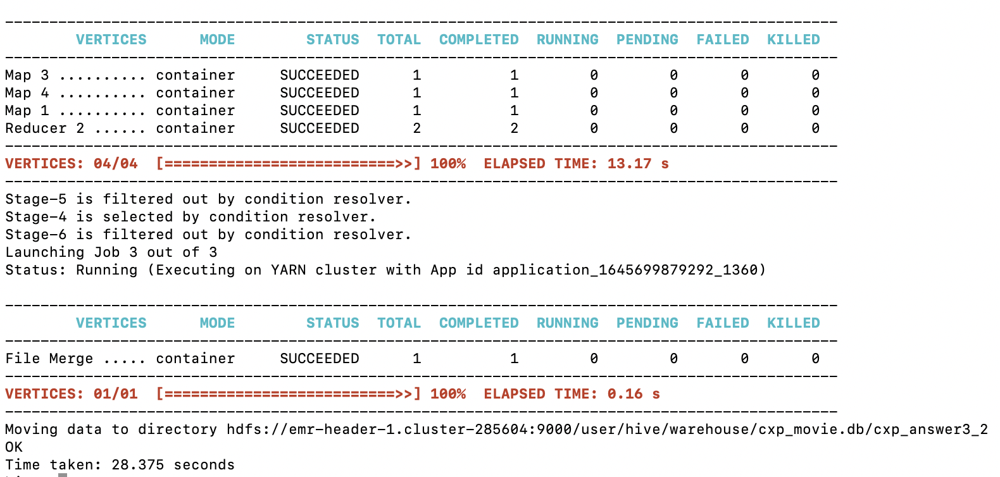 --------------------------------------------------------------------------------------
        VERTICES      MODE        STATUS  TOTAL  COMPLETED  RUNNING  PENDING  FAILED  KILLED
--------------------------------------------------------------------------------------
Map 3 .......... container     SUCCEEDED      1          1        0        0       0       0
Map 4 .......... container     SUCCEEDED      1          1        0        0       0       0
Map 1 .......... container     SUCCEEDED      1          1        0        0       0       0
Reducer 2 ...... container     SUCCEEDED      2          2        0        0       0       0
--------------------------------------------------------------------------------------
VERTICES: 04/04  [==========================>>] 100%  ELAPSED TIME: 13.17 s
--------------------------------------------------------------------------------------
Stage-5 is filtered out by condition resolver.
Stage-4 is selected by condition resolver.
Stage-6 is filtered out by condition resolver.
Launching Job 3 out of 3
Status: Running (Executing on YARN cluster with App id application_1645699879292_1360)
--------------------------------------------------------------------------------------
        VERTICES      MODE        STATUS  TOTAL  COMPLETED  RUNNING  PENDING  FAILED  KILLED
--------------------------------------------------------------------------------------
File Merge ..... container     SUCCEEDED      1          1        0        0       0       0
--------------------------------------------------------------------------------------
VERTICES: 01/01  [==========================>>] 100%  ELAPSED TIME: 0.16 s
--------------------------------------------------------------------------------------
Moving data to directory hdfs://emr-header-1.cluster-285604:9000/user/hive/warehouse/cxp_movie.db/cxp_answer3_2
OK
Time taken: 28.375 seconds